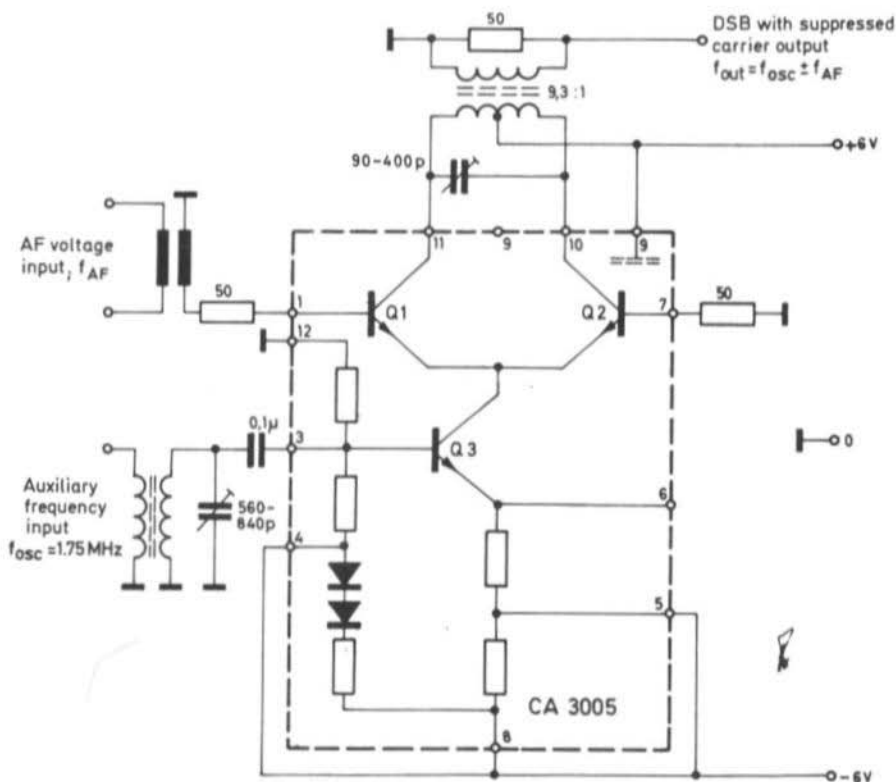 50
DSB with suppressed
carrier output
fout = fosc ± fAF
9,3 : 1
+6V
90-400p
11
9
10
9
AF voltage
input, fAF
50
1
Q1
Q2
7
50
12
0,1µ
3
Q3
0
Auxiliary
frequency
input
fosc = 1.75 MHz
560-
840p
4
6
5
CA 3005
8
-6V